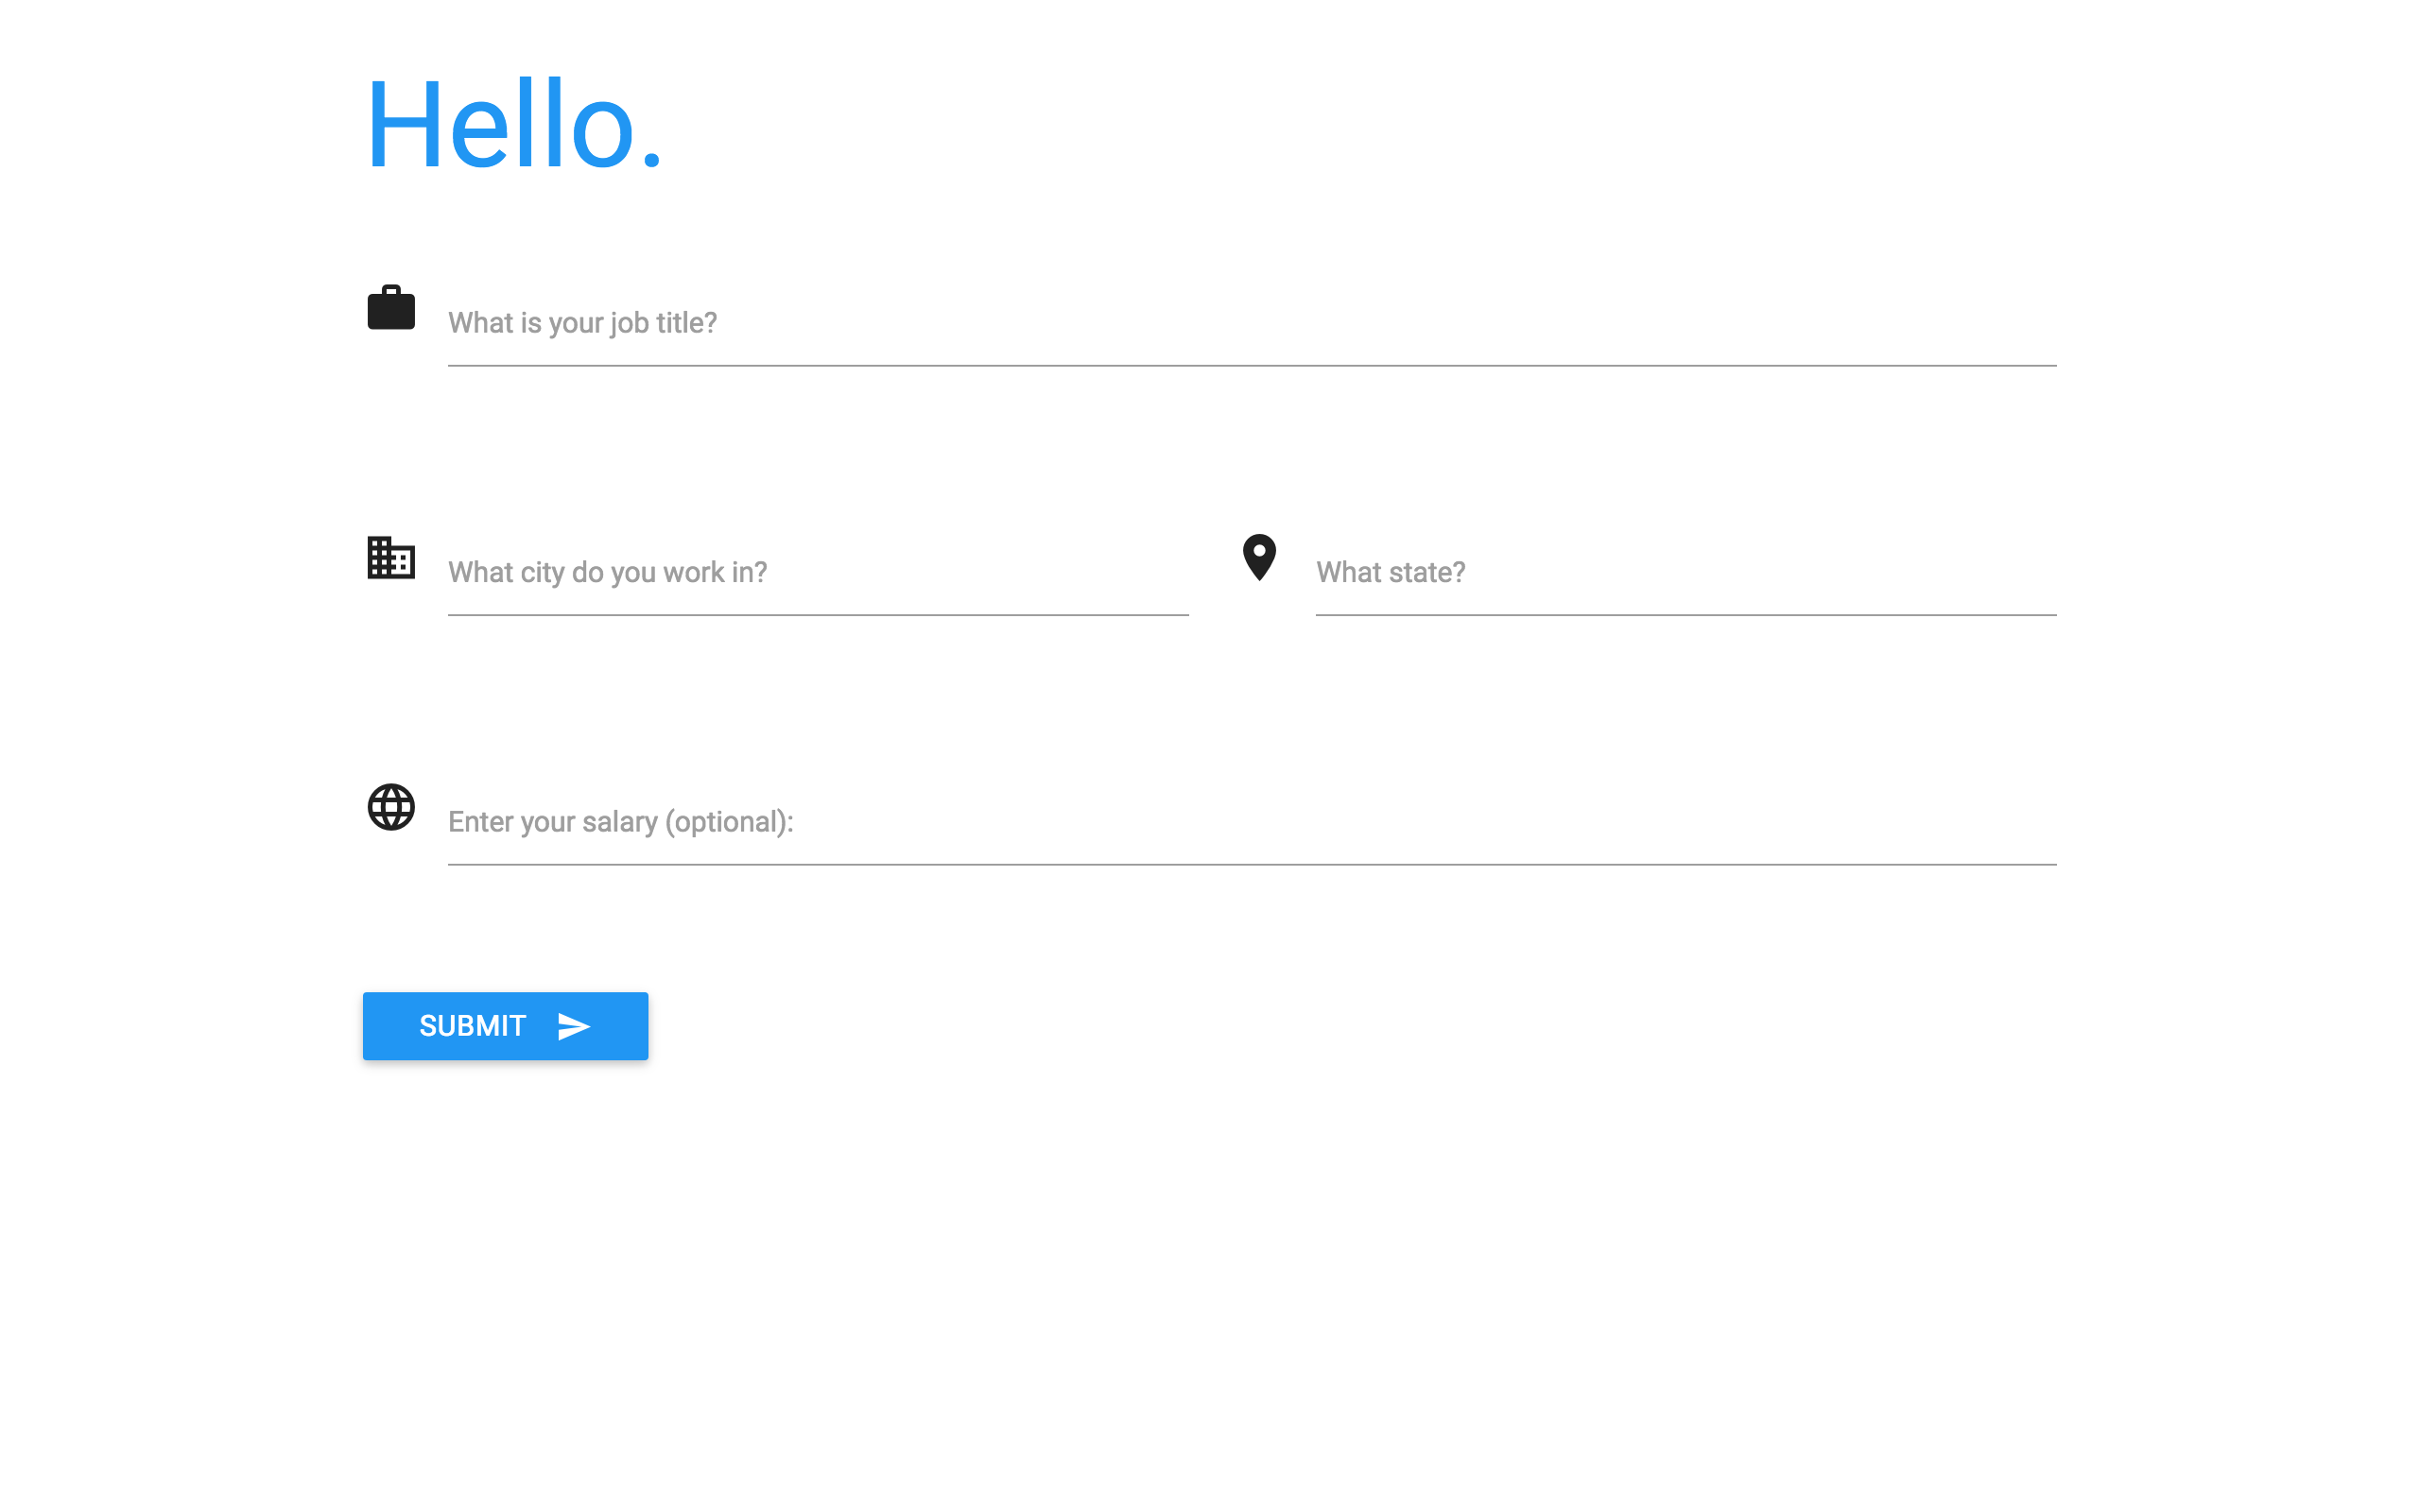 Hello.
What is your job title?
What city do you work in?
What state?
Enter your salary (optional):
SUBMIT